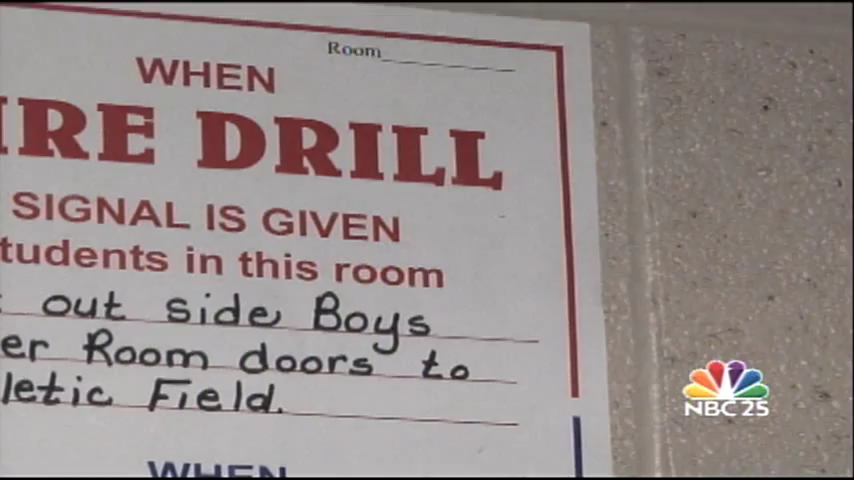 Room
WHEN
IRE DRILL
SIGNAL IS GIVEN
tudents in this room
out side Boys
er Room doors to
letic Field.
WHEN
NBC 25